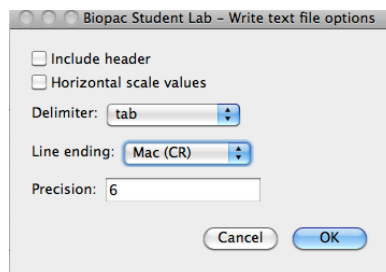 Biopac Student Lab – Write text file options
Include header
Horizontal scale values
Delimiter: tab
Line ending: Mac (CR)
Precision: 6
Cancel OK